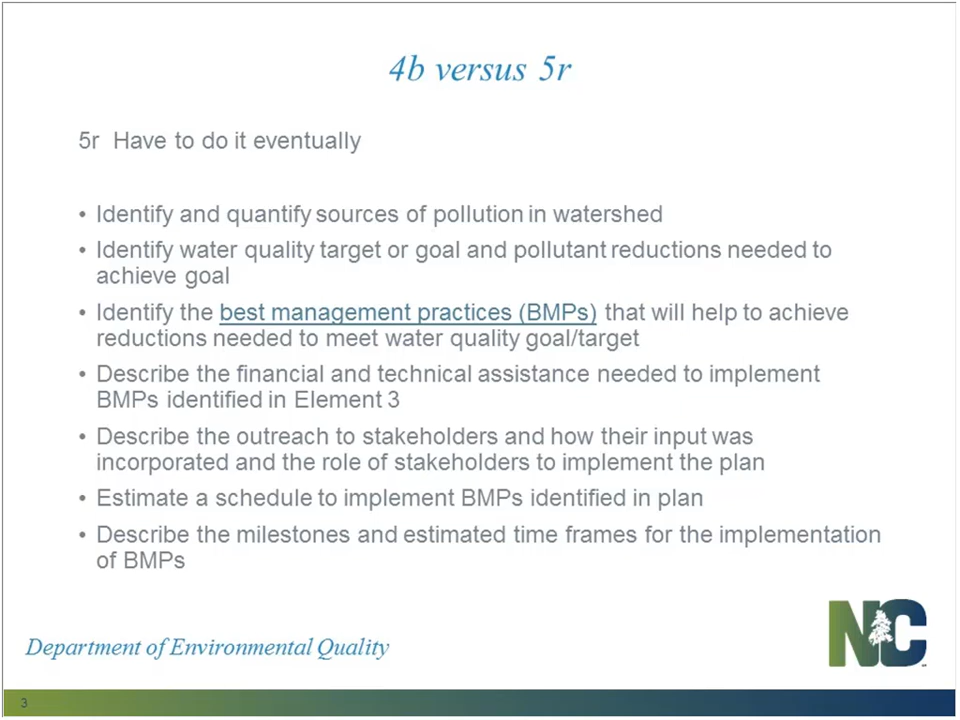 4b versus 5r
5r Have to do it eventually
• Identify and quantify sources of pollution in watershed
• Identify water quality target or goal and pollutant reductions needed to
achieve goal
• Identify the best management practices (BMPs) that will help to achieve
reductions needed to meet water quality goal/target
• Describe the financial and technical assistance needed to implement
BMPs identified in Element 3
• Describe the outreach to stakeholders and how their input was
incorporated and the role of stakeholders to implement the plan
• Estimate a schedule to implement BMPs identified in plan
• Describe the milestones and estimated time frames for the implementation
of BMPs
Department of Environmental Quality
NC
3